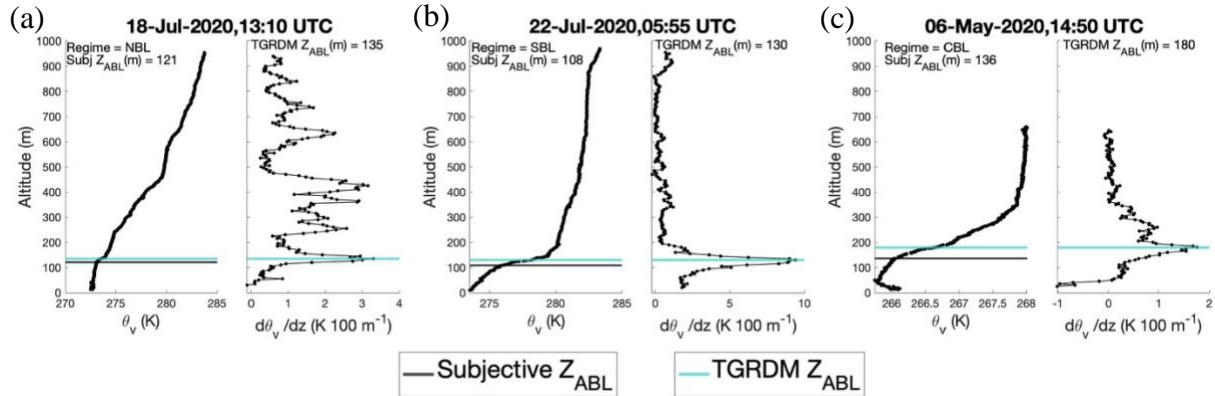 (a)
18-Jul-2020,13:10 UTC
Regime = NBL
Subj Z_ABL(m) = 121
TGRDM Z_ABL(m) = 135
1000
900
800
700
600
500
400
300
200
100
0
Altitude (m)
270 275 280 285
θ_v (K)
0 1 2 3 4
dθ_v/dz (K 100 m⁻¹)
(b)
22-Jul-2020,05:55 UTC
Regime = SBL
Subj Z_ABL(m) = 108
TGRDM Z_ABL(m) = 130
1000
900
800
700
600
500
400
300
200
100
0
Altitude (m)
275 280 285
θ_v (K)
0 5 10
dθ_v/dz (K 100 m⁻¹)
(c)
06-May-2020,14:50 UTC
Regime = CBL
Subj Z_ABL(m) = 136
TGRDM Z_ABL(m) = 180
1000
900
800
700
600
500
400
300
200
100
0
Altitude (m)
266 266.5 267 267.5 268
θ_v (K)
-1 0 1 2
dθ_v/dz (K 100 m⁻¹)
Subjective Z_ABL
TGRDM Z_ABL